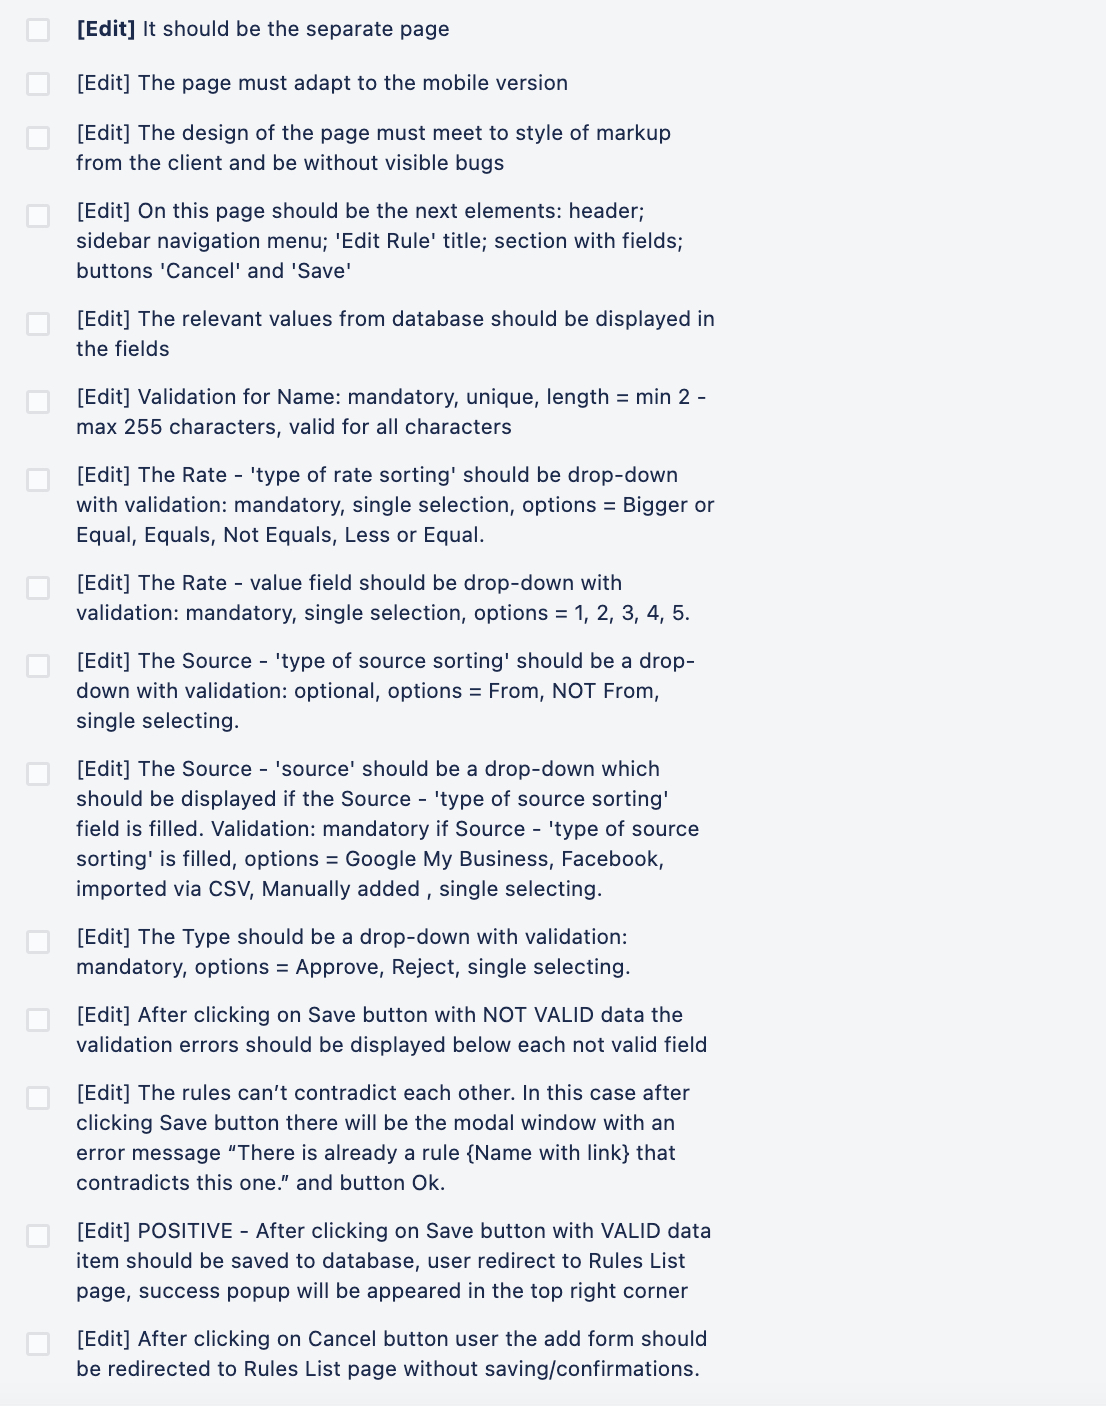 [Edit] It should be the separate page
[Edit] The page must adapt to the mobile version
[Edit] The design of the page must meet to style of markup
from the client and be without visible bugs
[Edit] On this page should be the next elements: header;
sidebar navigation menu; 'Edit Rule' title; section with fields;
buttons 'Cancel' and 'Save'
[Edit] The relevant values from database should be displayed in
the fields
[Edit] Validation for Name: mandatory, unique, length = min 2 -
max 255 characters, valid for all characters
[Edit] The Rate - 'type of rate sorting' should be drop-down
with validation: mandatory, single selection, options = Bigger or
Equal, Equals, Not Equals, Less or Equal.
[Edit] The Rate - value field should be drop-down with
validation: mandatory, single selection, options = 1, 2, 3, 4, 5.
[Edit] The Source - 'type of source sorting' should be a drop-
down with validation: optional, options = From, NOT From,
single selecting.
[Edit] The Source - 'source' should be a drop-down which
should be displayed if the Source - 'type of source sorting'
field is filled. Validation: mandatory if Source - 'type of source
sorting' is filled, options = Google My Business, Facebook,
imported via CSV, Manually added , single selecting.
[Edit] The Type should be a drop-down with validation:
mandatory, options = Approve, Reject, single selecting.
[Edit] After clicking on Save button with NOT VALID data the
validation errors should be displayed below each not valid field
[Edit] The rules can’t contradict each other. In this case after
clicking Save button there will be the modal window with an
error message “There is already a rule {Name with link} that
contradicts this one.” and button Ok.
[Edit] POSITIVE - After clicking on Save button with VALID data
item should be saved to database, user redirect to Rules List
page, success popup will be appeared in the top right corner
[Edit] After clicking on Cancel button user the add form should
be redirected to Rules List page without saving/confirmations.